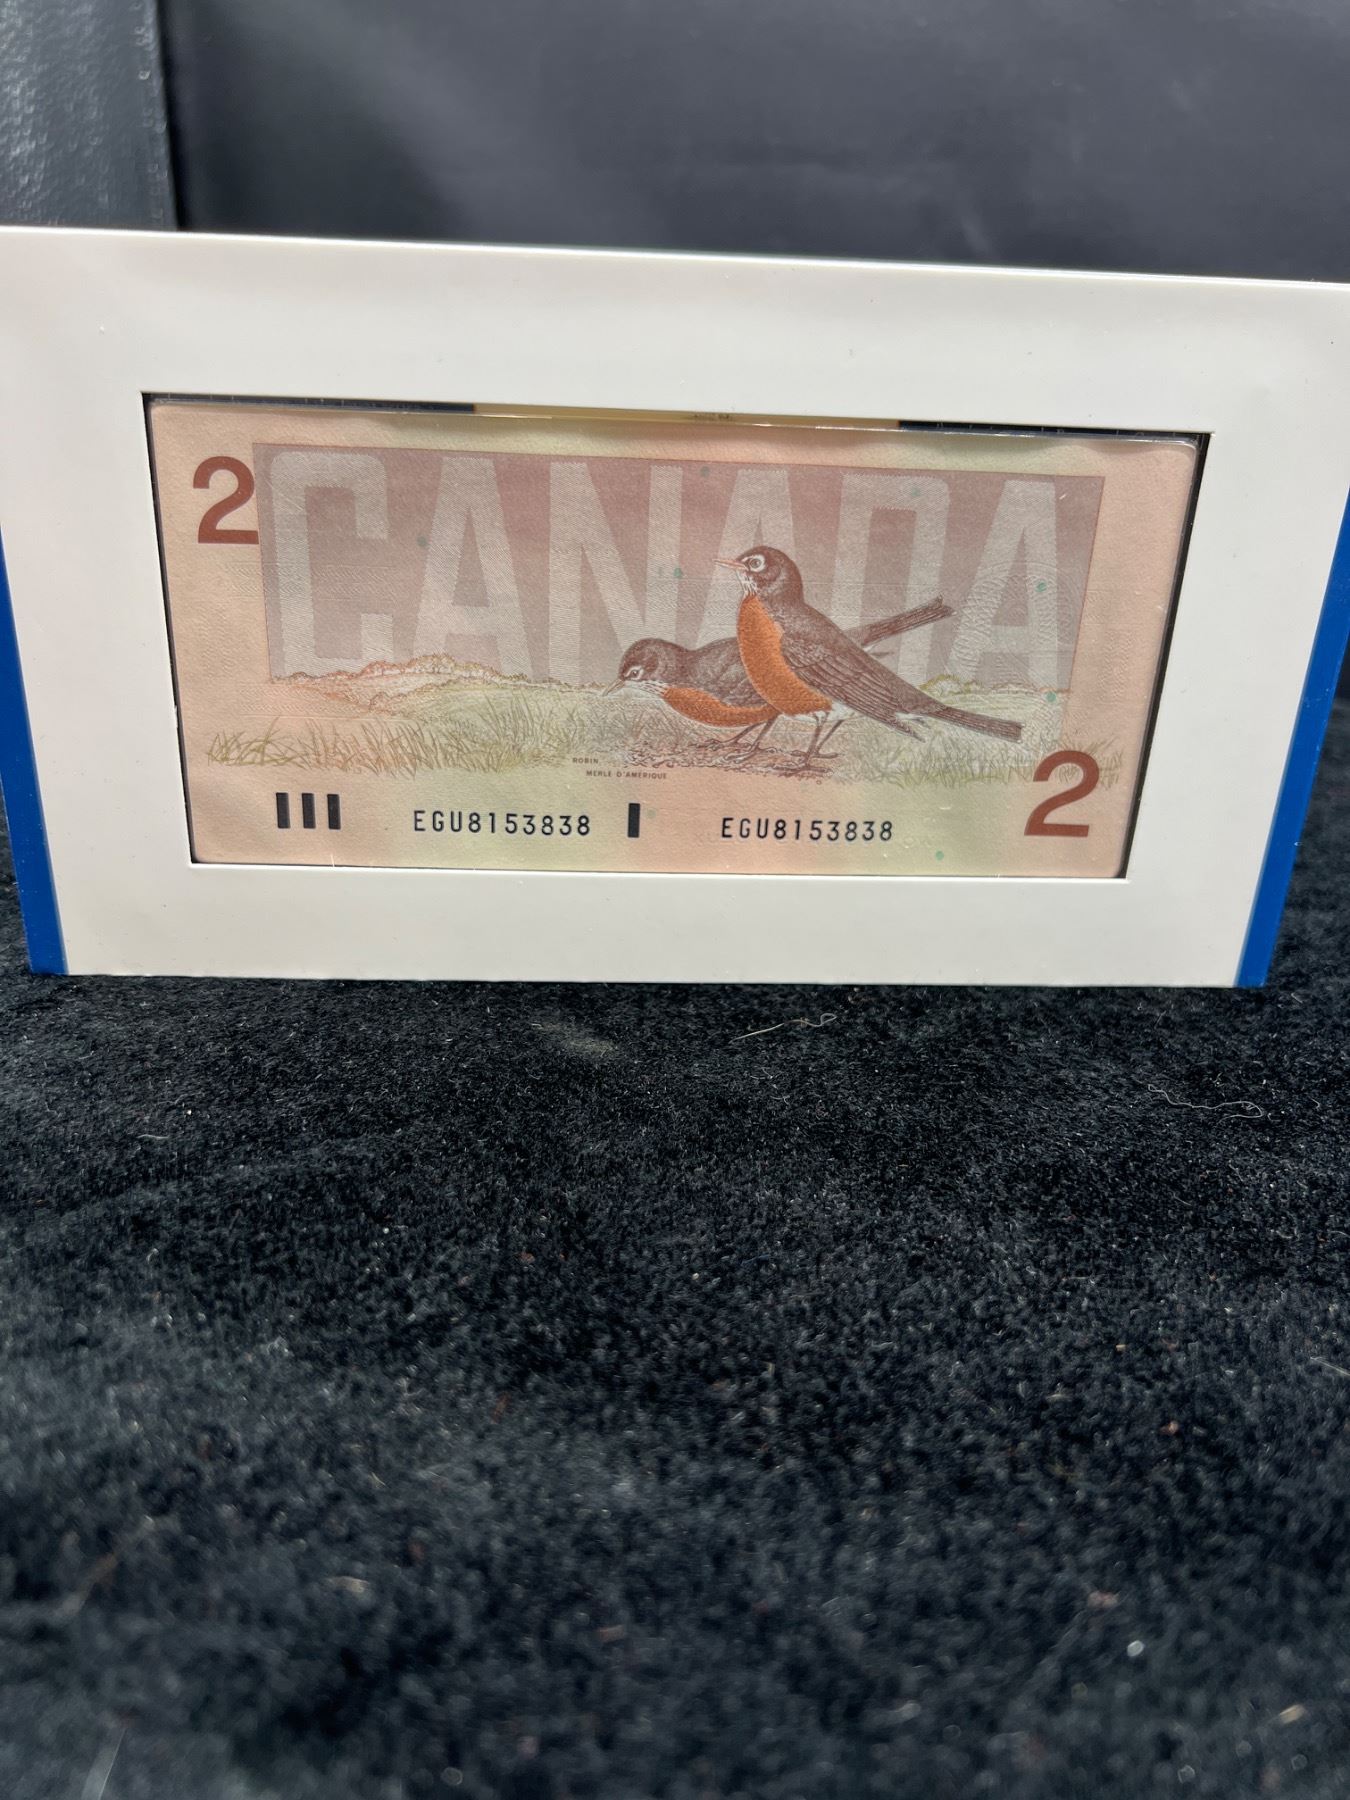 2
CANADA
ROBIN
MERLE D'AMÉRIQUE
EGU8153838 EGU8153838
2